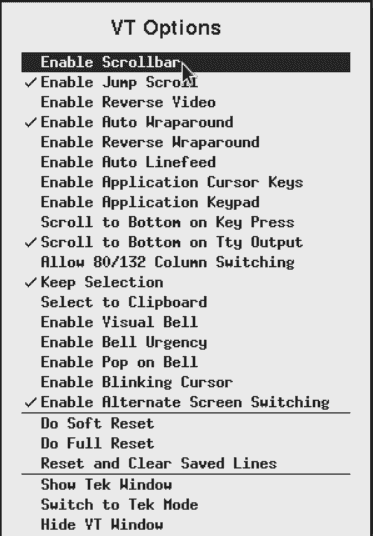 VT Options
Enable Scrollbar
✓ Enable Jump Scroll
Enable Reverse Video
✓ Enable Auto Wraparound
Enable Reverse Wraparound
Enable Auto Linefeed
Enable Application Cursor Keys
Enable Application Keypad
Scroll to Bottom on Key Press
✓ Scroll to Bottom on Tty Output
Allow 80/132 Column Switching
✓ Keep Selection
Select to Clipboard
Enable Visual Bell
Enable Bell Urgency
Enable Pop on Bell
Enable Blinking Cursor
✓ Enable Alternate Screen Switching
Do Soft Reset
Do Full Reset
Reset and Clear Saved Lines
Show Tek Window
Switch to Tek Mode
Hide VT Window